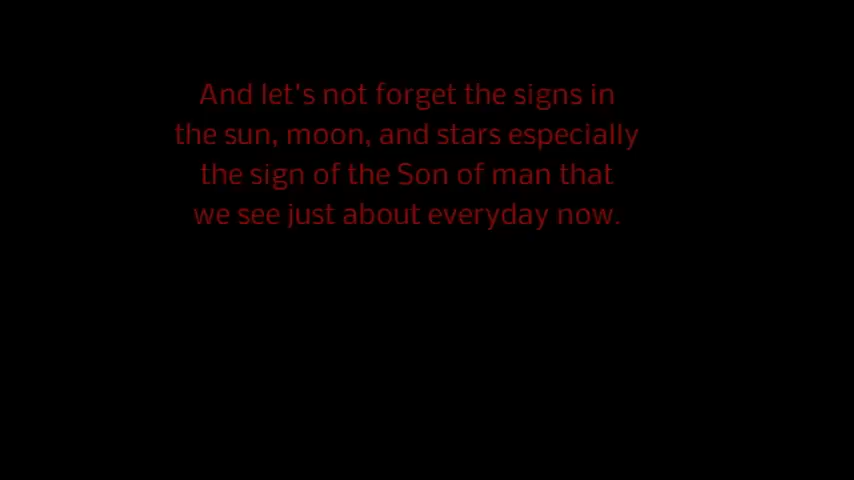 And let's not forget the signs in
the sun, moon, and stars especially
the sign of the Son of man that
we see just about everyday now.